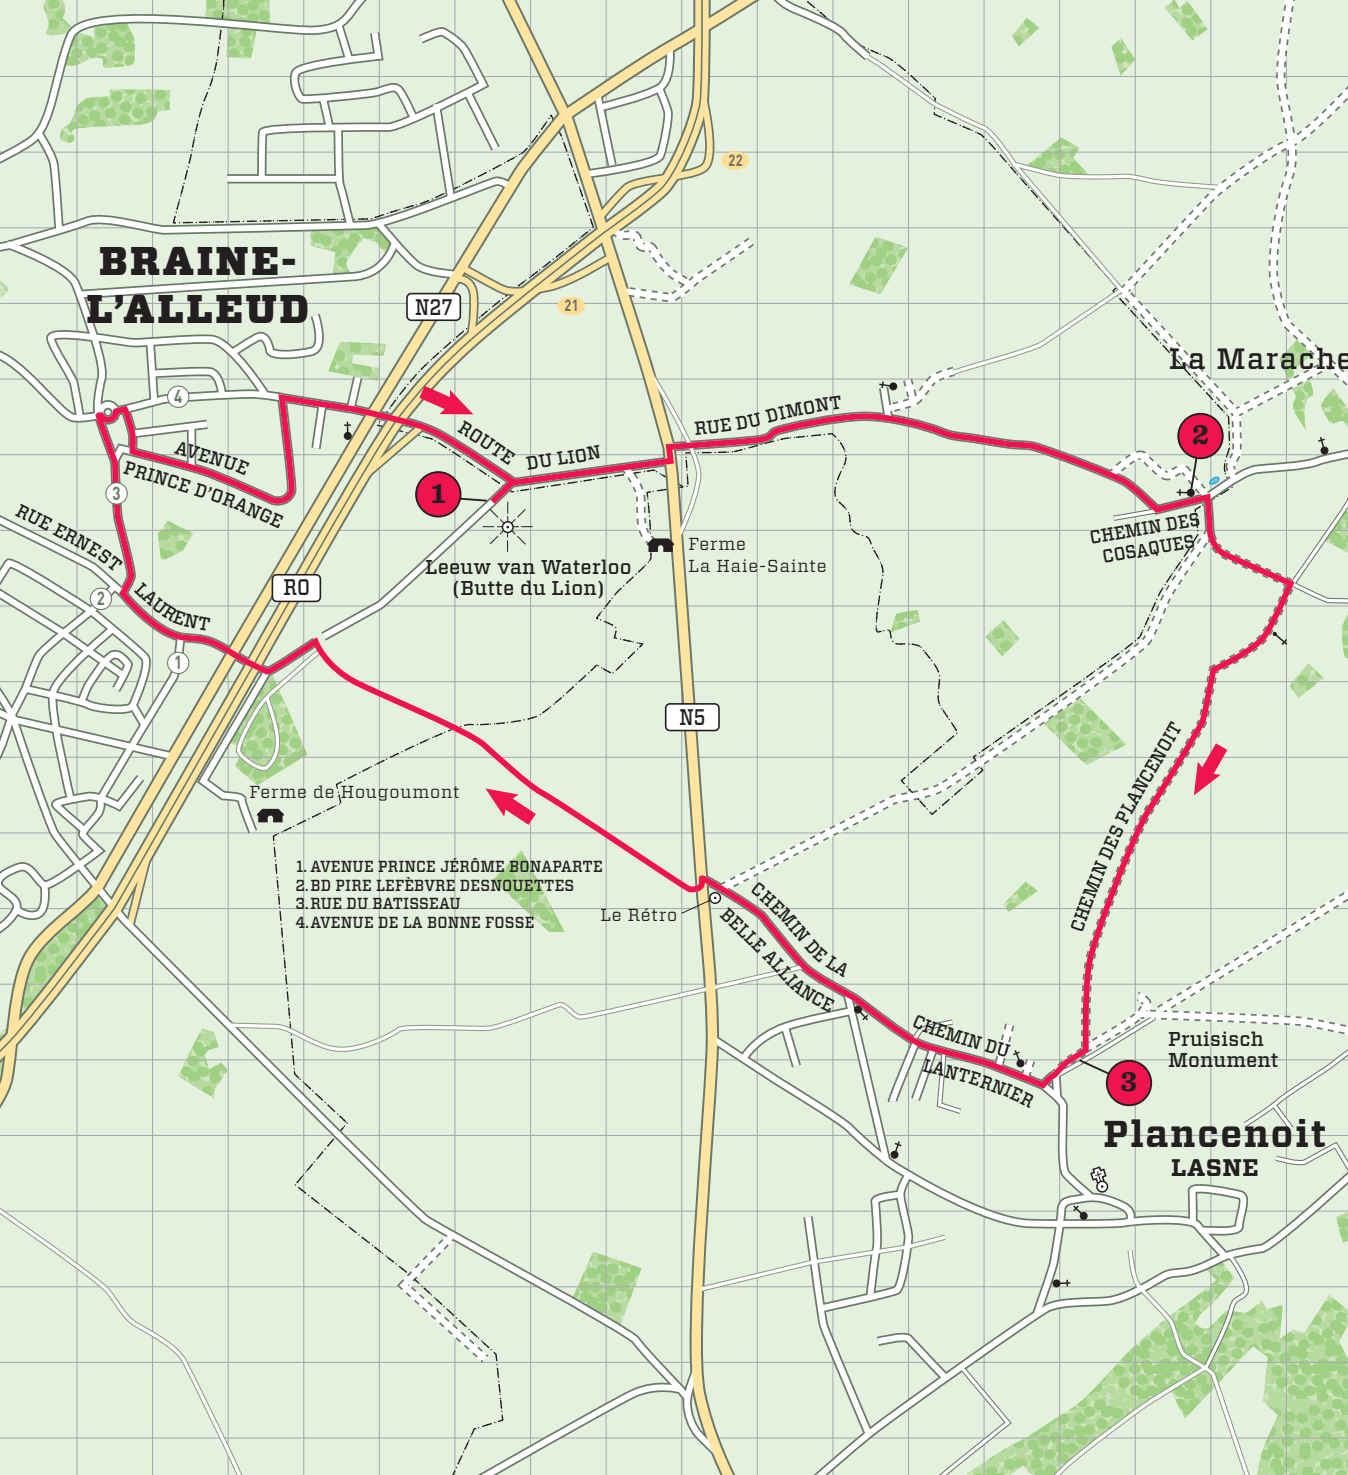 22
BRAINE-
L'ALLEUD
N27
21
La Marache
4
RUE DU DIMONT
2
ROUTE
DU LION
AVENUE
PRINCE D'ORANGE
1
3
RUE ERNEST
LAURENT
CHEMIN DES
COSAQUES
Ferme
La Haie-Sainte
Leeuw van Waterloo
(Butte du Lion)
R0
2
1
N5
CHEMIN DES PLANCENOIT
Ferme de Hougoumont
1. AVENUE PRINCE JÉRÔME BONAPARTE
2. BD PIRE LEFÈBVRE DESNOUETTES
3. RUE DU BATISSEAU
4. AVENUE DE LA BONNE FOSSE
Le Rétro
CHEMIN DE LA
BELLE ALLIANCE
CHEMIN DU
LANTERNIER
Pruisisch
Monument
3
Plancenoit
LASNE